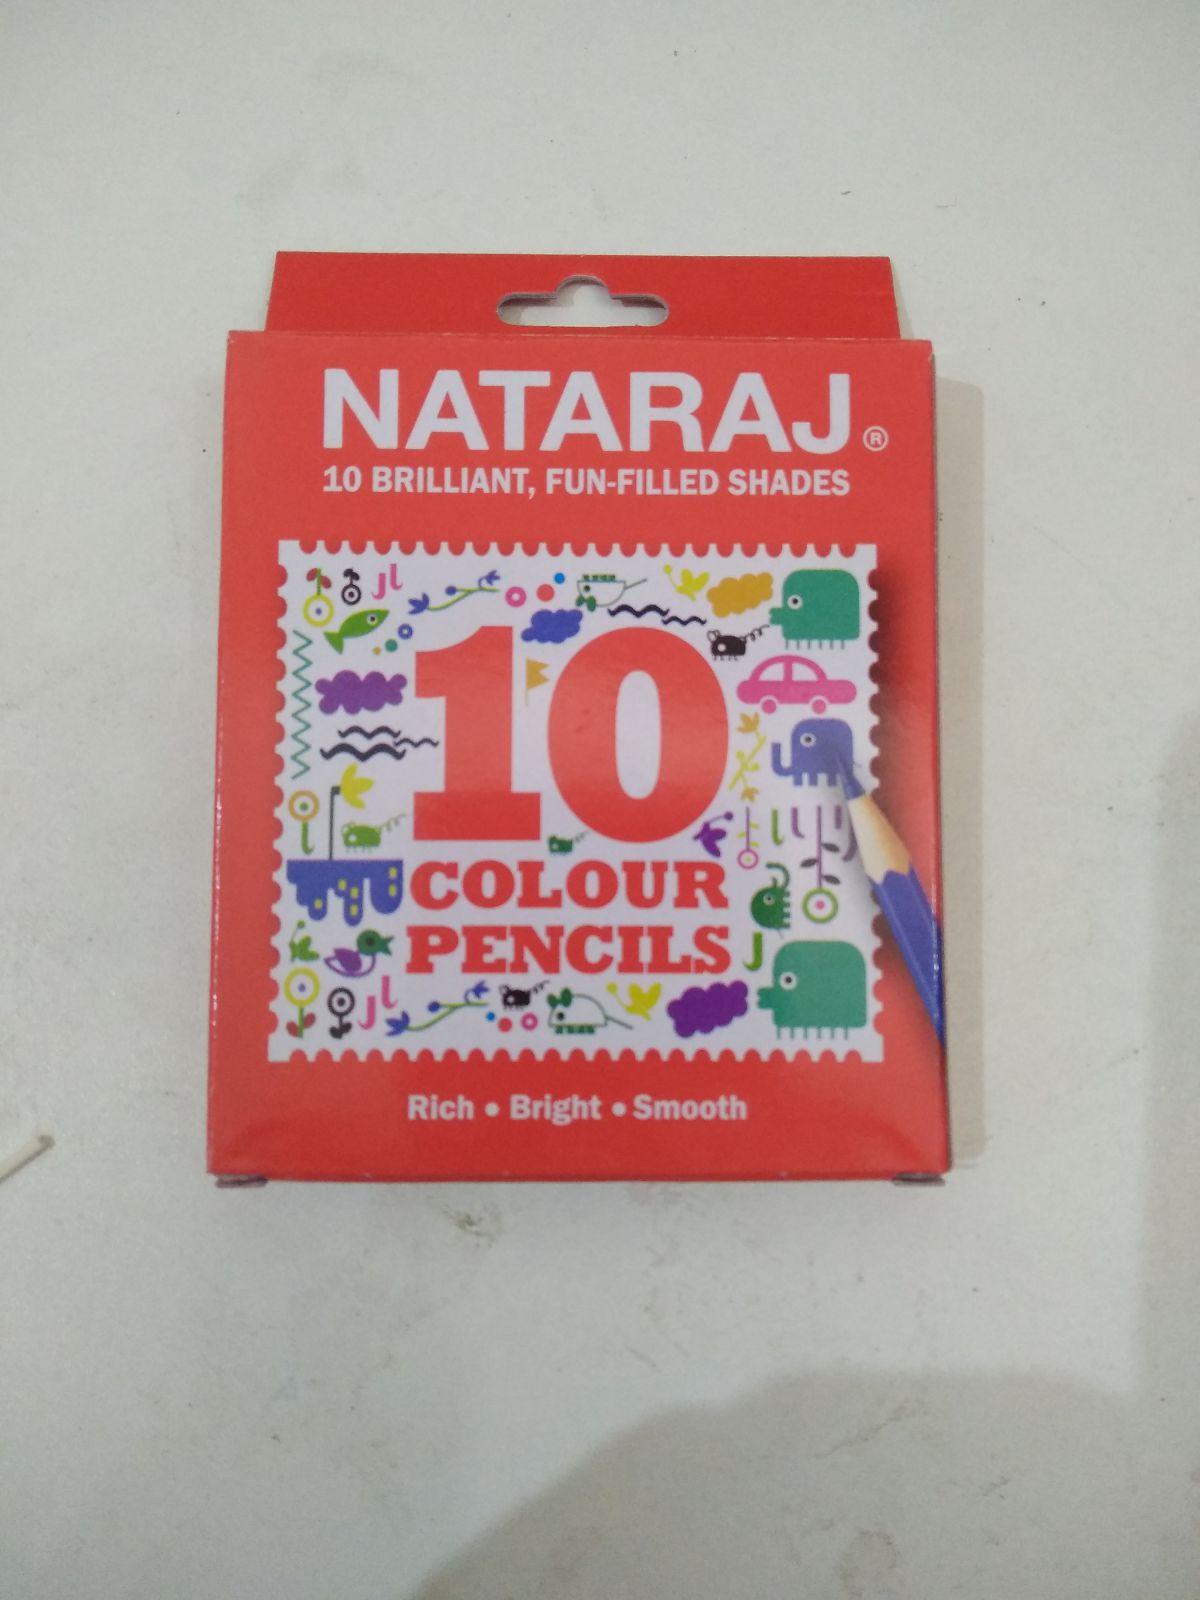 NATARAJ®
10 BRILLIANT, FUN-FILLED SHADES
10
COLOUR
PENCILS
Rich • Bright • Smooth